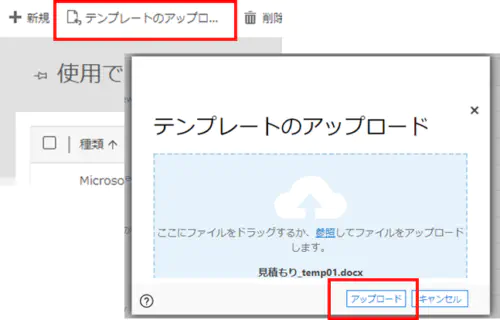 新規 テンプレートのアップロ... 削除
使用で
種類
Microso
テンプレートのアップロード
ここにファイルをドラッグするか、参照してファイルをアップロード
します。
見積もり_temp01.docx
アップロード キャンセル